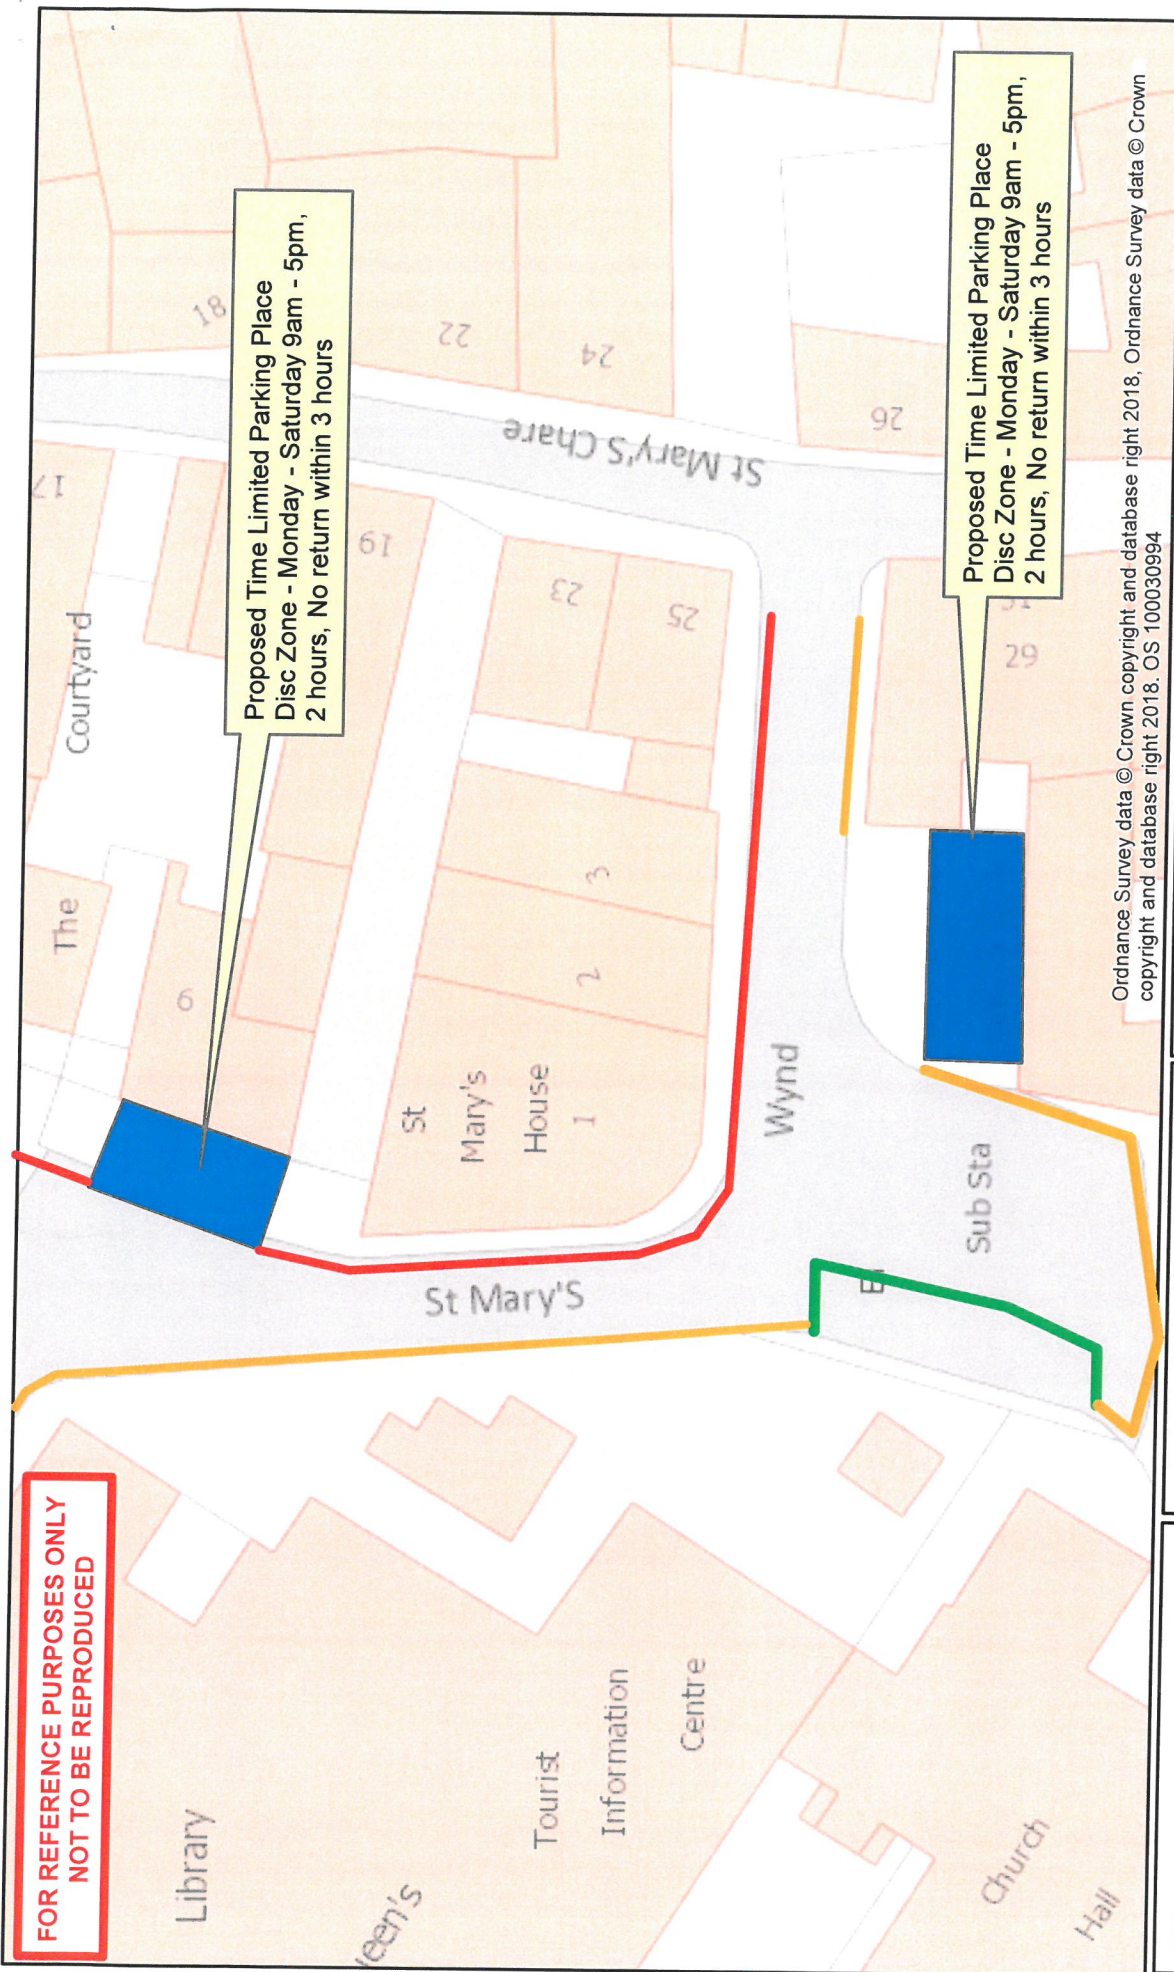 FOR REFERENCE PURPOSES ONLY
NOT TO BE REPRODUCED
Proposed Time Limited Parking Place
Disc Zone - Monday - Saturday 9am - 5pm,
2 hours, No return within 3 hours
Proposed Time Limited Parking Place
Disc Zone - Monday - Saturday 9am - 5pm,
2 hours, No return within 3 hours
Library
Tourist
Information
Centre
Church
Hall
St Mary'S
Wynd
El
Sub Sta
St
Mary's
House
1
2
3
The
Courtyard
9
17
18
19
22
23
24
25
26
29
St Mary'S Chare
Ordnance Survey data © Crown copyright and database right 2018, Ordnance Survey data © Crown
copyright and database right 2018. OS 100030994